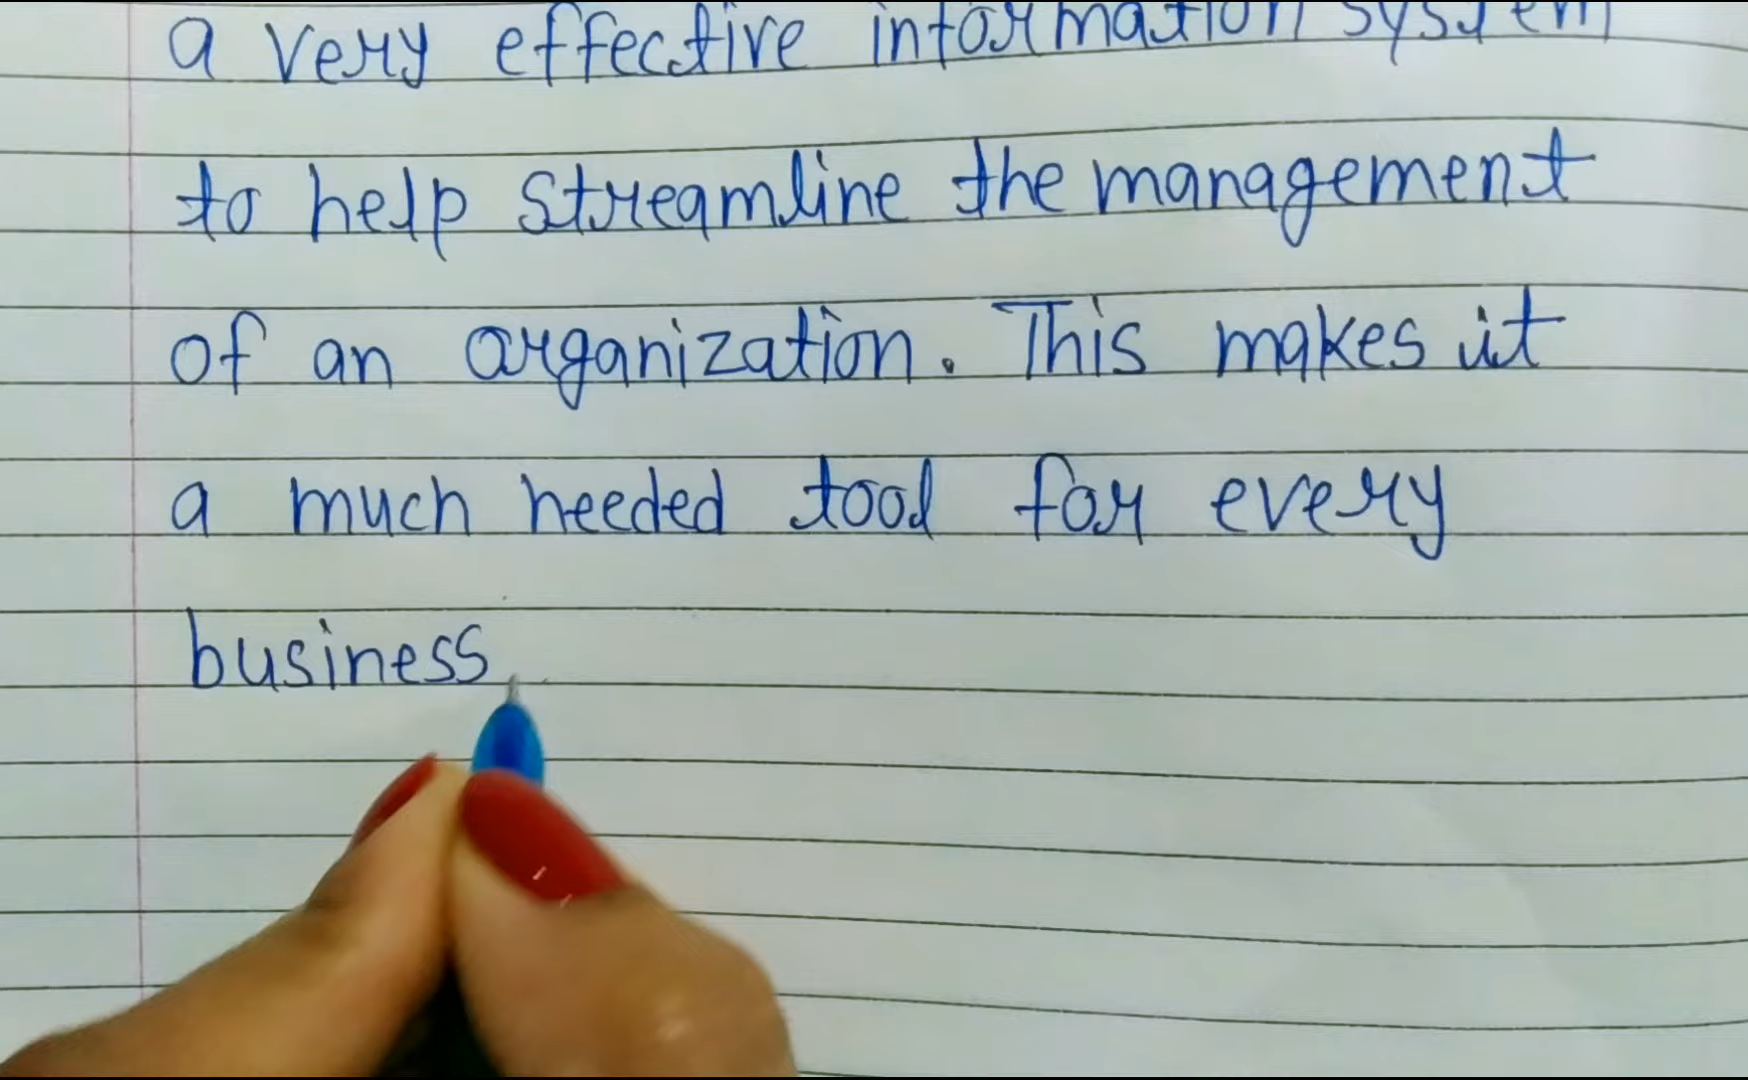 a very effective information system
to help streamline the management
of an organization. This makes it
a much needed tool for every
business